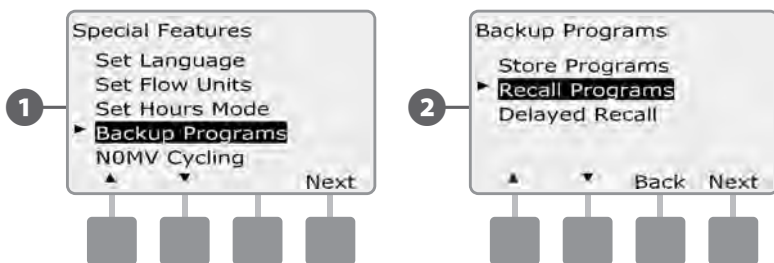 1
Special Features
Set Language
Set Flow Units
Set Hours Mode
Backup Programs
N0MV Cycling
Next
2
Backup Programs
Store Programs
Recall Programs
Delayed Recall
Back Next